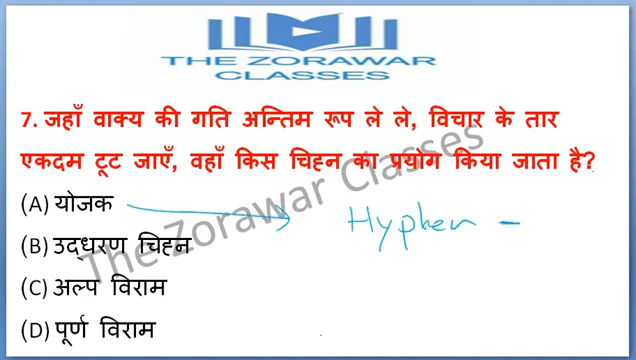 THE ZORAWAR
CLASSES
7. जहाँ वाक्य की गति अन्तिम रूप ले ले, विचार के तार
एकदम टूट जाएँ, वहाँ किस चिह्न का प्रयोग किया जाता है?
(A) योजक
Hyphen -
(B) उद्धरण चिह्न
(C) अल्प विराम
(D) पूर्ण विराम
The Zorawar Classes